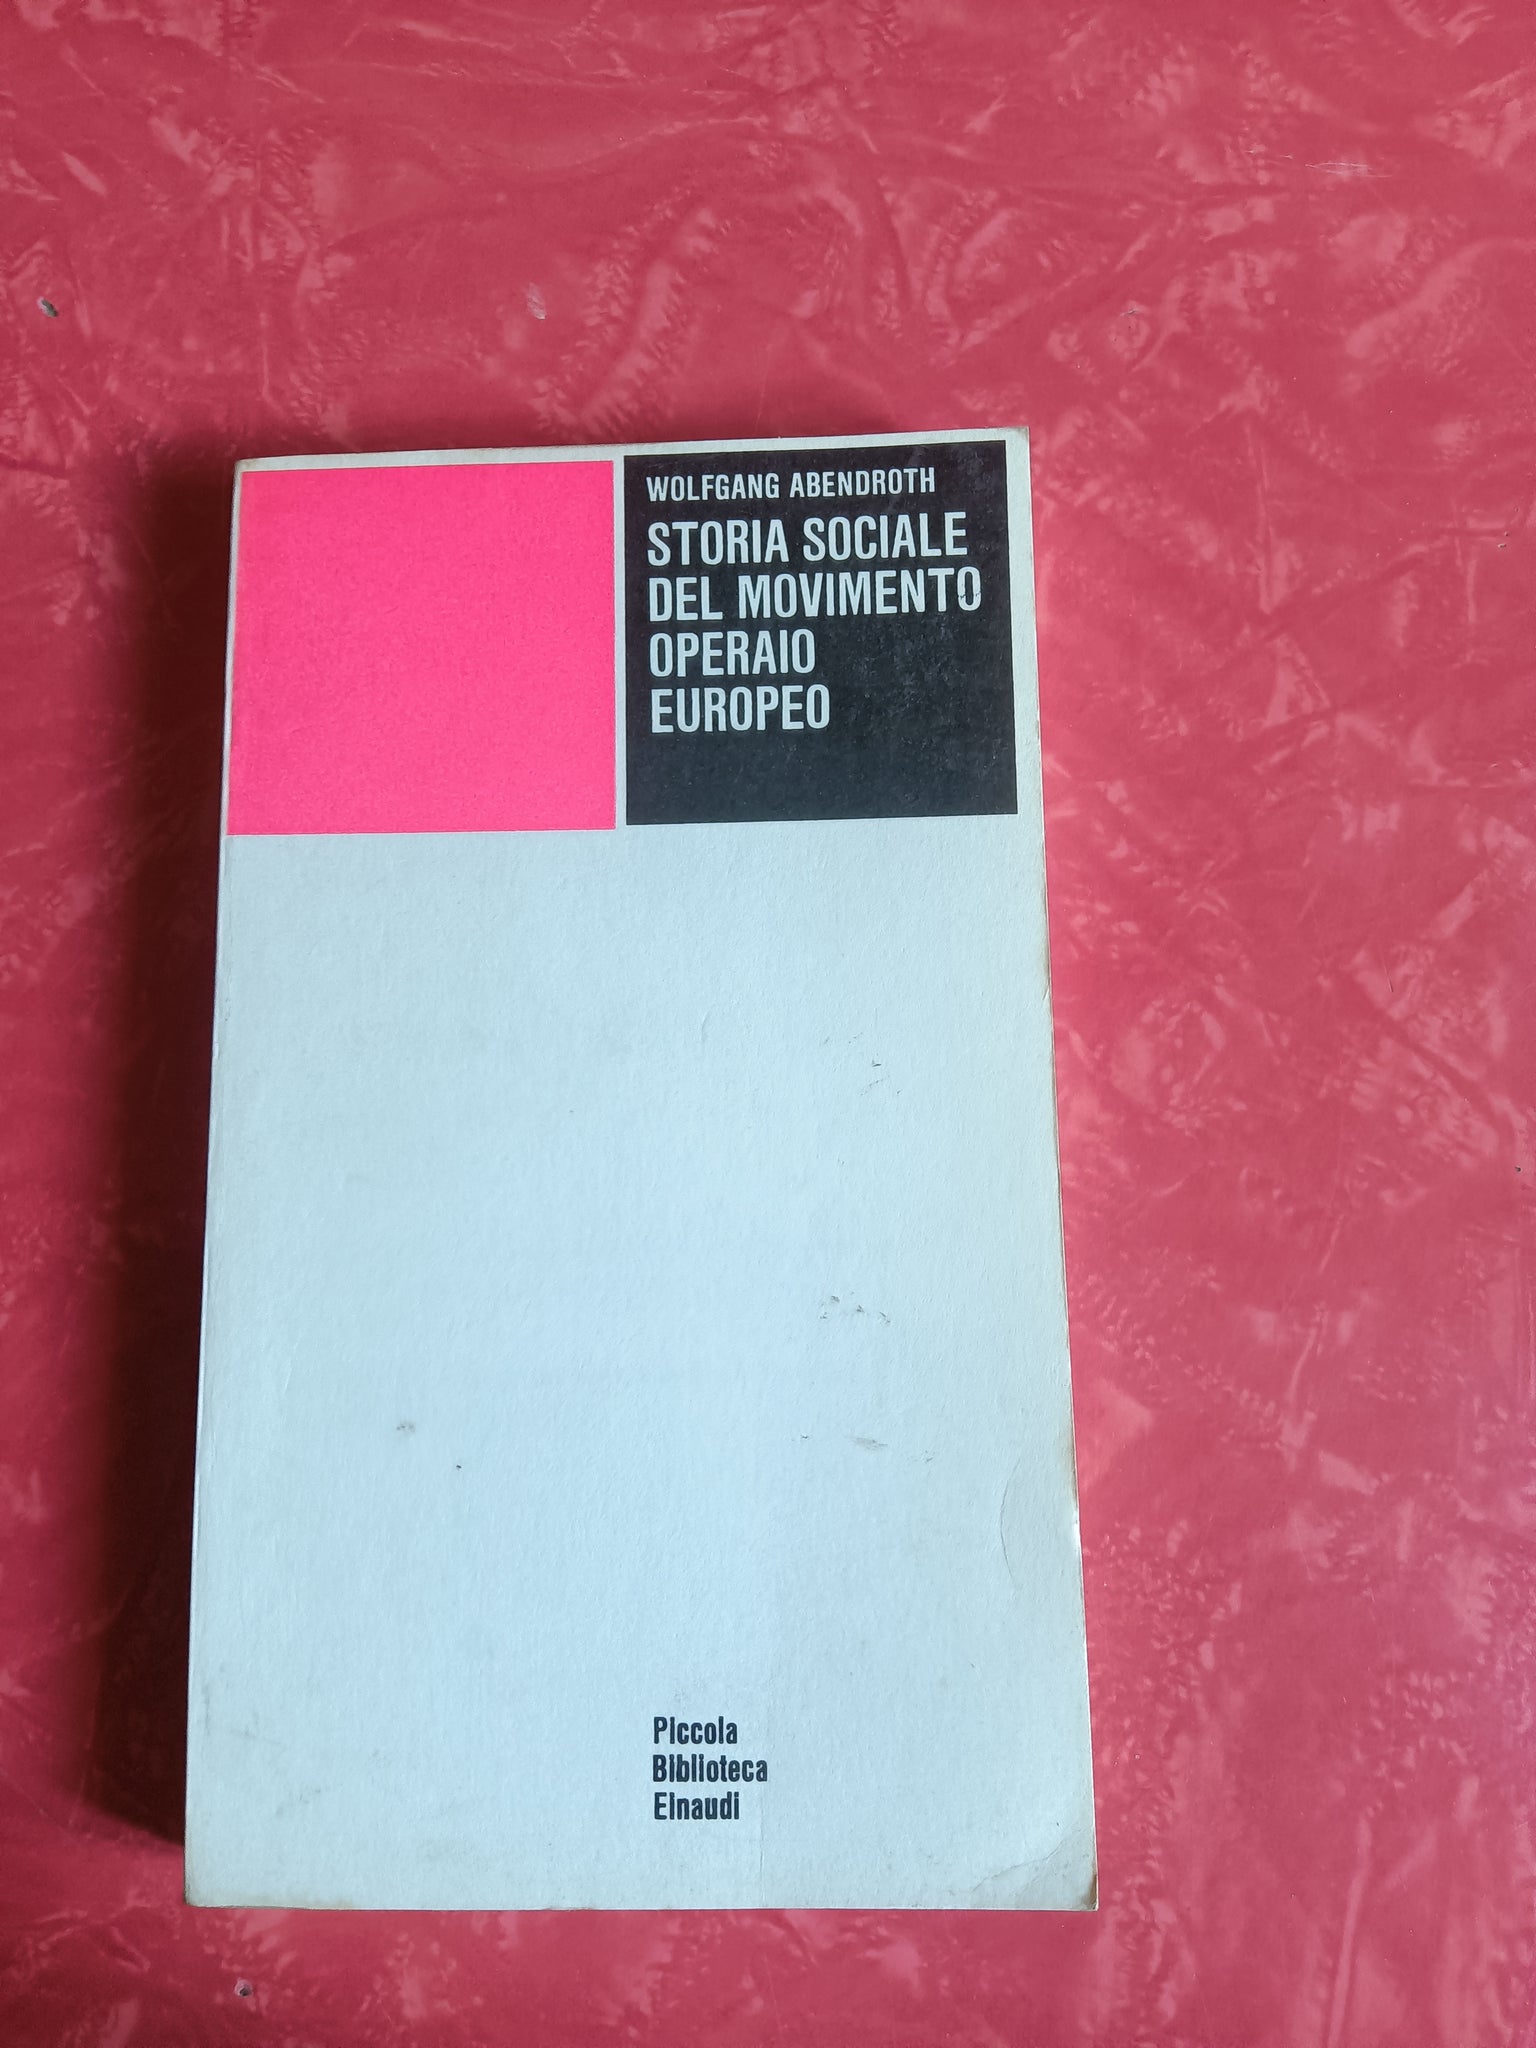 WOLFGANG ABENDROTH
STORIA SOCIALE
DEL MOVIMENTO
OPERAIO
EUROPEO
Piccola
Biblioteca
Einaudi